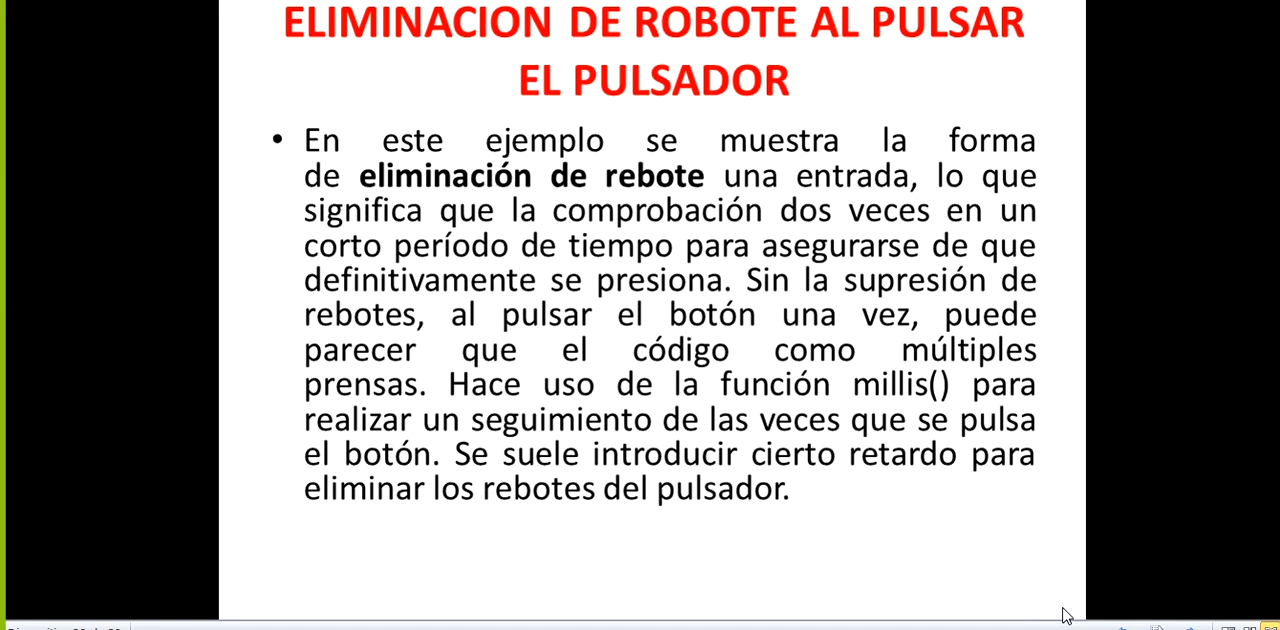 ELIMINACION DE ROBOTE AL PULSAR
EL PULSADOR
• En este ejemplo se muestra la forma
de eliminación de rebote una entrada, lo que
significa que la comprobación dos veces en un
corto período de tiempo para asegurarse de que
definitivamente se presiona. Sin la supresión de
rebotes, al pulsar el botón una vez, puede
parecer que el código como múltiples
prensas. Hace uso de la función millis() para
realizar un seguimiento de las veces que se pulsa
el botón. Se suele introducir cierto retardo para
eliminar los rebotes del pulsador.